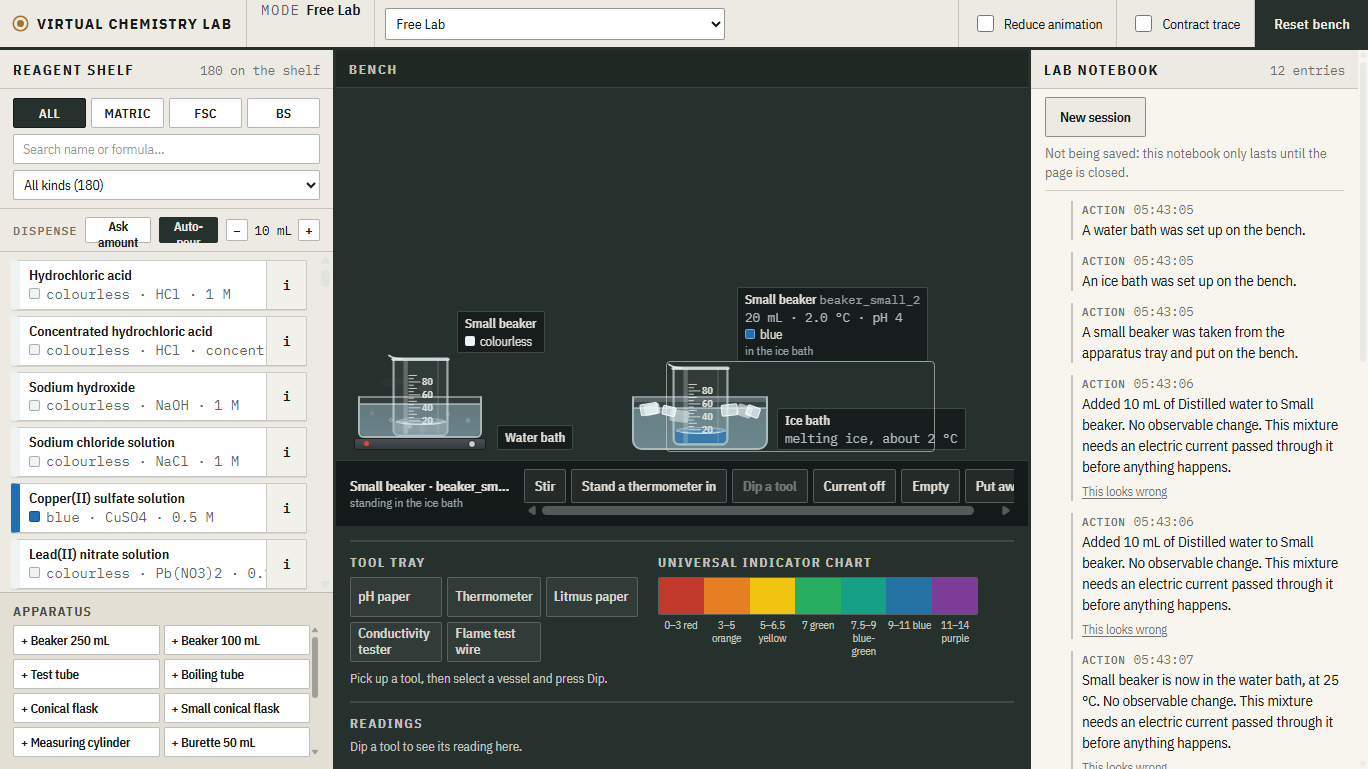 VIRTUAL CHEMISTRY LAB
MODE Free Lab
Free Lab
Reduce animation
Contract trace
Reset bench
REAGENT SHELF
180 on the shelf
ALL
MATRIC
FSC
BS
Search name or formula...
All kinds (180)
DISPENSE
Ask
amount
Auto-
pour
−
10 mL
+
Hydrochloric acid
colourless · HCl · 1 M
i
Concentrated hydrochloric acid
colourless · HCl · concent
i
Sodium hydroxide
colourless · NaOH · 1 M
i
Sodium chloride solution
colourless · NaCl · 1 M
i
Copper(II) sulfate solution
blue · CuSO4 · 0.5 M
i
Lead(II) nitrate solution
colourless · Pb(NO3)2 · 0.
i
APPARATUS
+ Beaker 250 mL
+ Beaker 100 mL
+ Test tube
+ Boiling tube
+ Conical flask
+ Small conical flask
+ Measuring cylinder
+ Burette 50 mL
BENCH
Small beaker
colourless
80
60
40
20
Water bath
Small beaker beaker_small_2
20 mL · 2.0 °C · pH 4
blue
in the ice bath
80
60
40
20
Ice bath
melting ice, about 2 °C
Small beaker · beaker_sm...
standing in the ice bath
Stir
Stand a thermometer in
Dip a tool
Current off
Empty
Put aw
TOOL TRAY
pH paper
Thermometer
Litmus paper
Conductivity
tester
Flame test
wire
Pick up a tool, then select a vessel and press Dip.
UNIVERSAL INDICATOR CHART
0–3 red
3–5
orange
5–6.5
yellow
7 green
7.5–9
blue-
green
9–11 blue
11–14
purple
READINGS
Dip a tool to see its reading here.
LAB NOTEBOOK
12 entries
New session
Not being saved: this notebook only lasts until the
page is closed.
ACTION 05:43:05
A water bath was set up on the bench.
ACTION 05:43:05
An ice bath was set up on the bench.
ACTION 05:43:05
A small beaker was taken from the
apparatus tray and put on the bench.
ACTION 05:43:06
Added 10 mL of Distilled water to Small
beaker. No observable change. This mixture
needs an electric current passed through it
before anything happens.
This looks wrong
ACTION 05:43:06
Added 10 mL of Distilled water to Small
beaker. No observable change. This mixture
needs an electric current passed through it
before anything happens.
This looks wrong
ACTION 05:43:07
Small beaker is now in the water bath, at 25
°C. No observable change. This mixture
needs an electric current passed through it
before anything happens.
This looks wrong